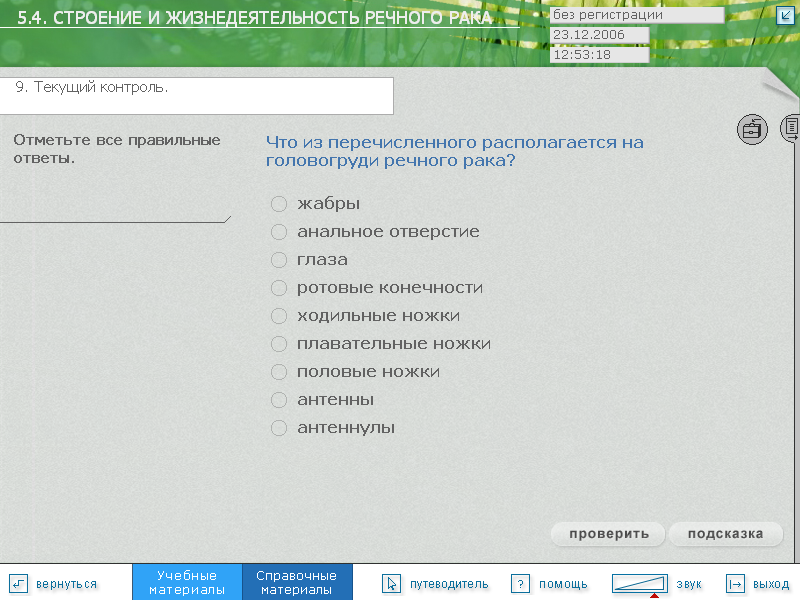 5.4. СТРОЕНИЕ И ЖИЗНЕДЕЯТЕЛЬНОСТЬ РЕЧНОГО РАКА
без регистрации
23.12.2006
12:53:18
9. Текущий контроль.
Отметьте все правильные
ответы.
Что из перечисленного располагается на
головогруди речного рака?
жабры
анальное отверстие
глаза
ротовые конечности
ходильные ножки
плавательные ножки
половые ножки
антенны
антеннулы
проверить
подсказка
вернуться
Учебные
материалы
Справочные
материалы
путеводитель
?
помощь
звук
выход